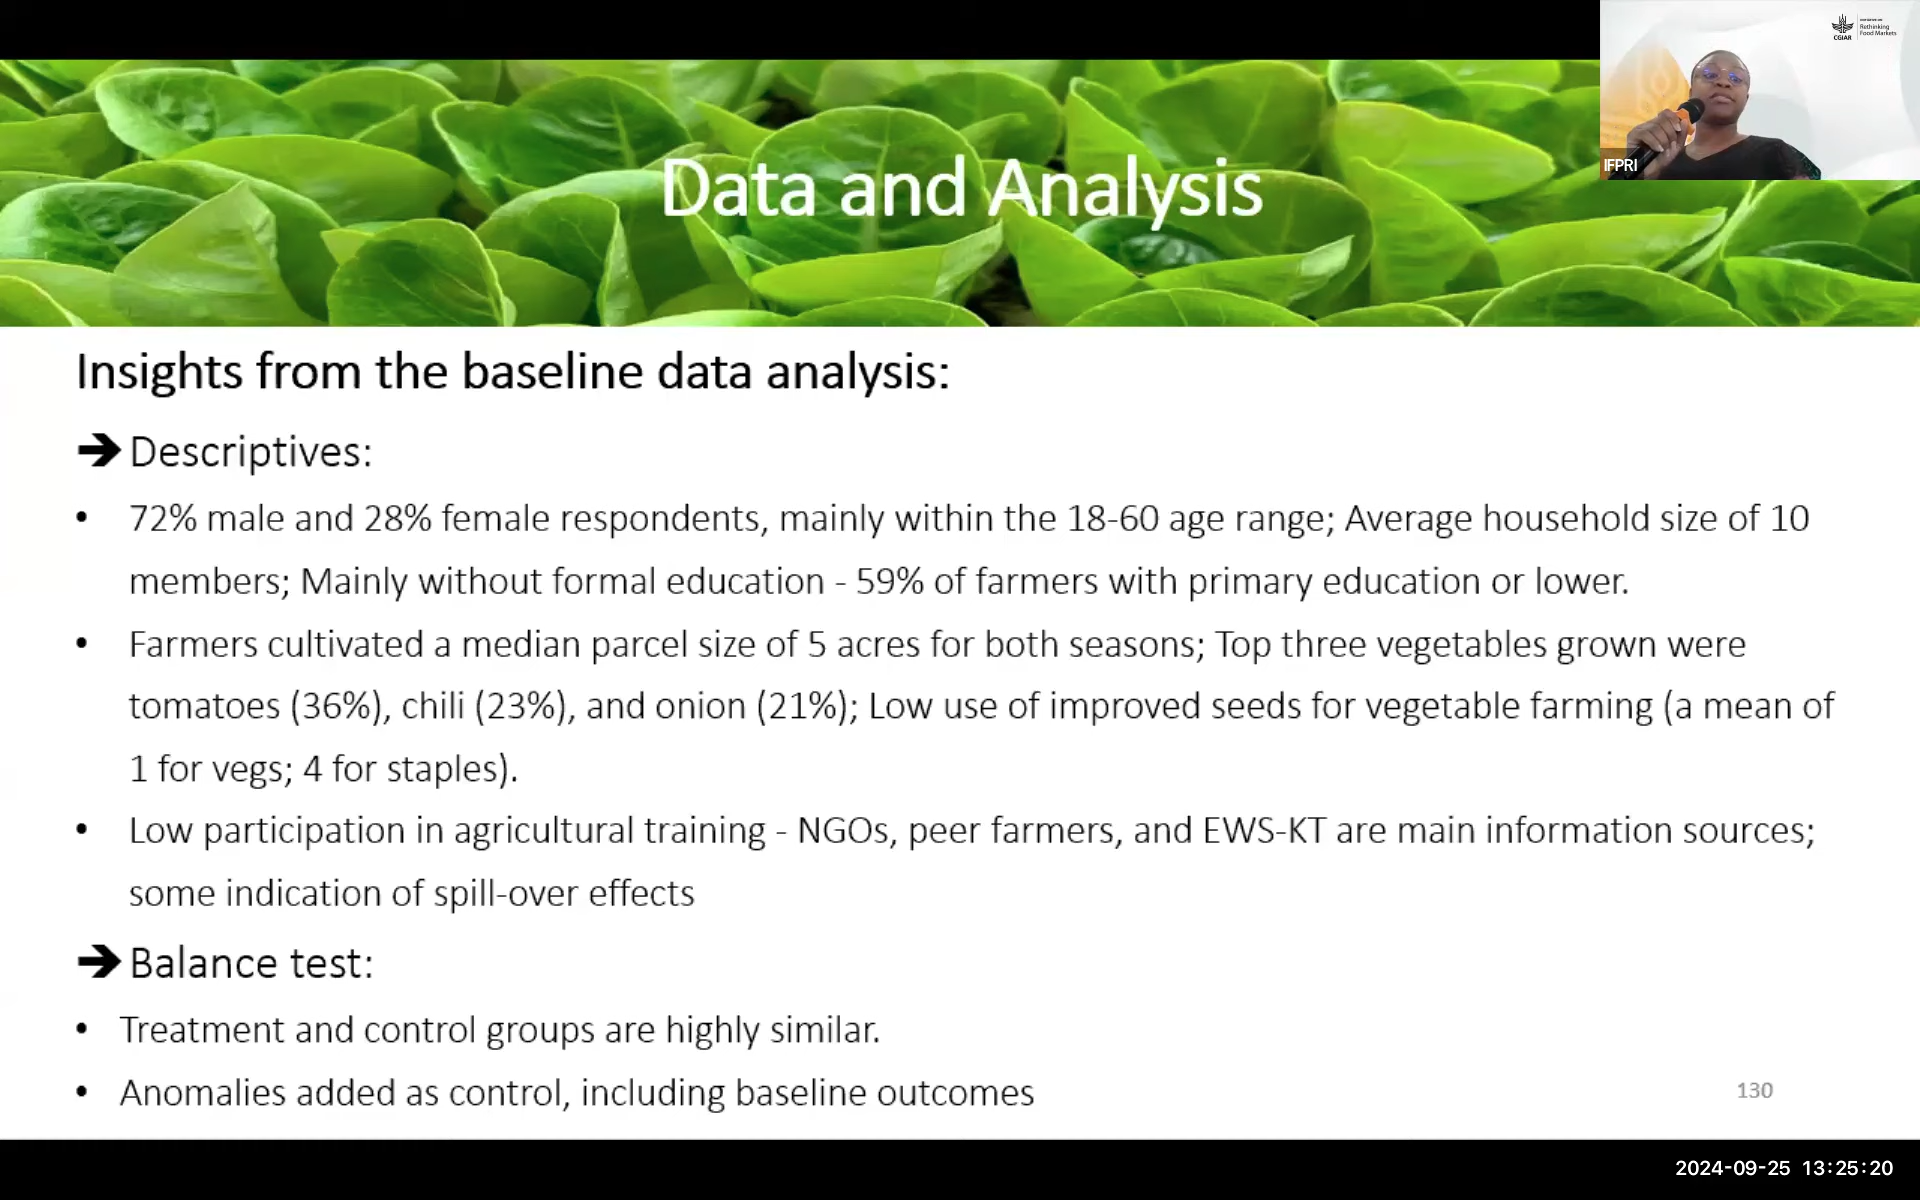 CGIAR
INITIATIVE ON
Rethinking
Food Markets
IFPRI
Data and Analysis
Insights from the baseline data analysis:
➔ Descriptives:
• 72% male and 28% female respondents, mainly within the 18-60 age range; Average household size of 10
members; Mainly without formal education - 59% of farmers with primary education or lower.
• Farmers cultivated a median parcel size of 5 acres for both seasons; Top three vegetables grown were
tomatoes (36%), chili (23%), and onion (21%); Low use of improved seeds for vegetable farming (a mean of
1 for vegs; 4 for staples).
• Low participation in agricultural training - NGOs, peer farmers, and EWS-KT are main information sources;
some indication of spill-over effects
➔ Balance test:
• Treatment and control groups are highly similar.
• Anomalies added as control, including baseline outcomes
130
2024-09-25 13:25:20